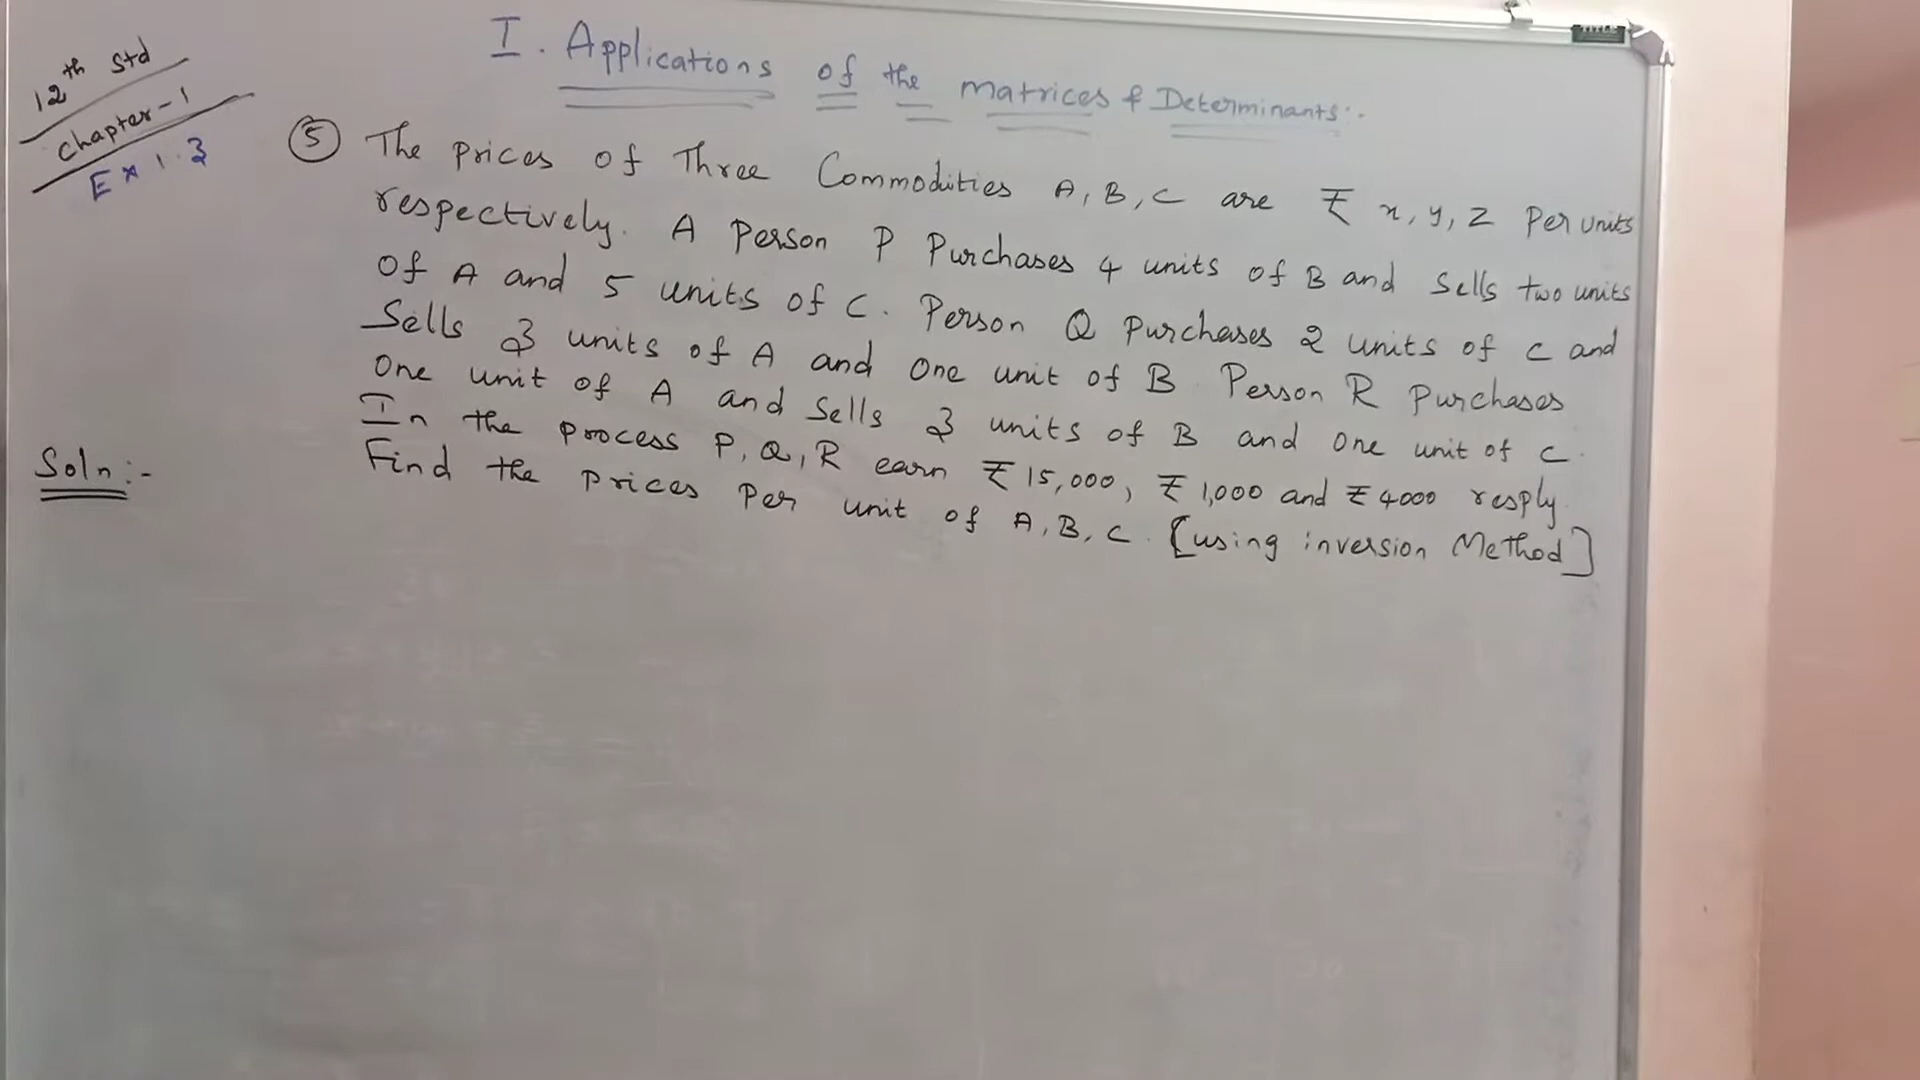 12th Std
Chapter-1
Ex 1.3
I. Applications of the matrices & Determinants:-
⑤ The Prices of Three Commodities A, B, C are ₹ x, y, z Per units
respectively. A Person P Purchases 4 units of B and Sells two units
of A and 5 units of C. Person Q Purchases 2 units of C and
Sells 3 units of A and One unit of B Person R Purchases
One unit of A and Sells 3 units of B and One unit of C.
In the process P, Q, R earn ₹ 15,000, ₹ 1,000 and ₹ 4000 resply.
Find the Prices Per unit of A, B, C. [using inversion Method]
Soln:-